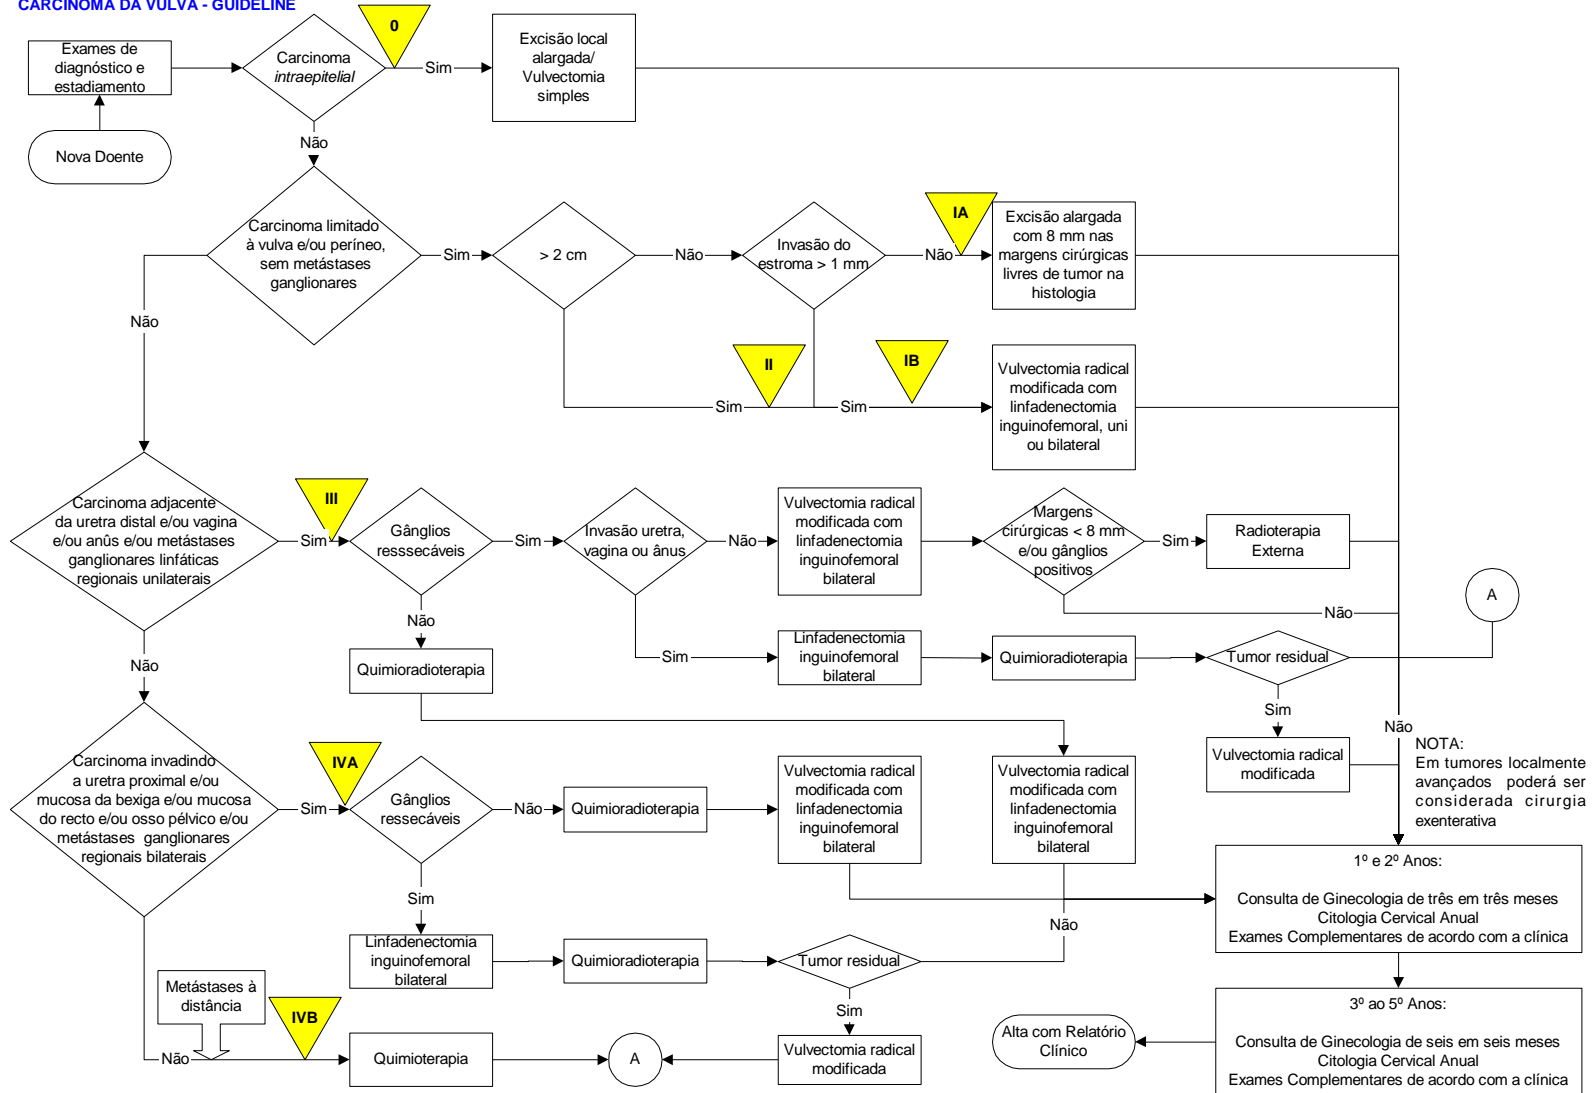 CARCINOMA DA VULVA - GUIDELINE
0
Exames de
diagnóstico e
estadiamento
Carcinoma
intraepitelial
Sim
Excisão local
alargada/
Vulvectomia
simples
Nova Doente
Não
Carcinoma limitado
à vulva e/ou períneo,
sem metástases
ganglionares
Sim
> 2 cm
Não
Invasão do
estroma > 1 mm
Não
IA
Excisão alargada
com 8 mm nas
margens cirúrgicas
livres de tumor na
histologia
Não
II
IB
Sim
Sim
Vulvectomia radical
modificada com
linfadenectomia
inguinofemoral, uni
ou bilateral
Carcinoma adjacente
da uretra distal e/ou vagina
e/ou anûs e/ou metástases
ganglionares linfáticas
regionais unilaterais
III
Sim
Gânglios
resssecáveis
Sim
Invasão uretra,
vagina ou ânus
Não
Vulvectomia radical
modificada com
linfadenectomia
inguinofemoral
bilateral
Margens
cirúrgicas < 8 mm
e/ou gânglios
positivos
Sim
Radioterapia
Externa
A
Não
Não
Não
Quimioradioterapia
Sim
Linfadenectomia
inguinofemoral
bilateral
Quimioradioterapia
Tumor residual
Sim
Não
Vulvectomia radical
modificada
NOTA:
Em tumores localmente
avançados poderá ser
considerada cirurgia
exenterativa
Carcinoma invadindo
a uretra proximal e/ou
mucosa da bexiga e/ou mucosa
do recto e/ou osso pélvico e/ou
metástases ganglionares
regionais bilaterais
IVA
Sim
Gânglios
ressecáveis
Não
Quimioradioterapia
Vulvectomia radical
modificada com
linfadenectomia
inguinofemoral
bilateral
Vulvectomia radical
modificada com
linfadenectomia
inguinofemoral
bilateral
1º e 2º Anos:
Consulta de Ginecologia de três em três meses
Citologia Cervical Anual
Exames Complementares de acordo com a clínica
Sim
Não
Linfadenectomia
inguinofemoral
bilateral
Quimioradioterapia
Tumor residual
Metástases à
distância
IVB
Não
Quimioterapia
A
Sim
Vulvectomia radical
modificada
Alta com Relatório
Clínico
3º ao 5º Anos:
Consulta de Ginecologia de seis em seis meses
Citologia Cervical Anual
Exames Complementares de acordo com a clínica